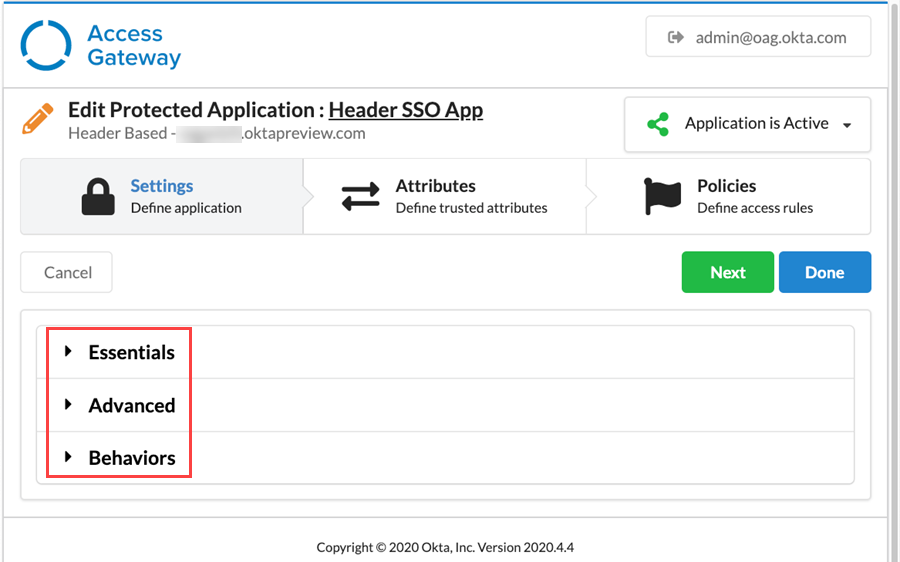 Access
Gateway
admin@oag.okta.com
Edit Protected Application : Header SSO App
Header Based - .oktapreview.com
Application is Active
Settings
Define application
Attributes
Define trusted attributes
Policies
Define access rules
Cancel
Next
Done
Essentials
Advanced
Behaviors
Copyright © 2020 Okta, Inc. Version 2020.4.4